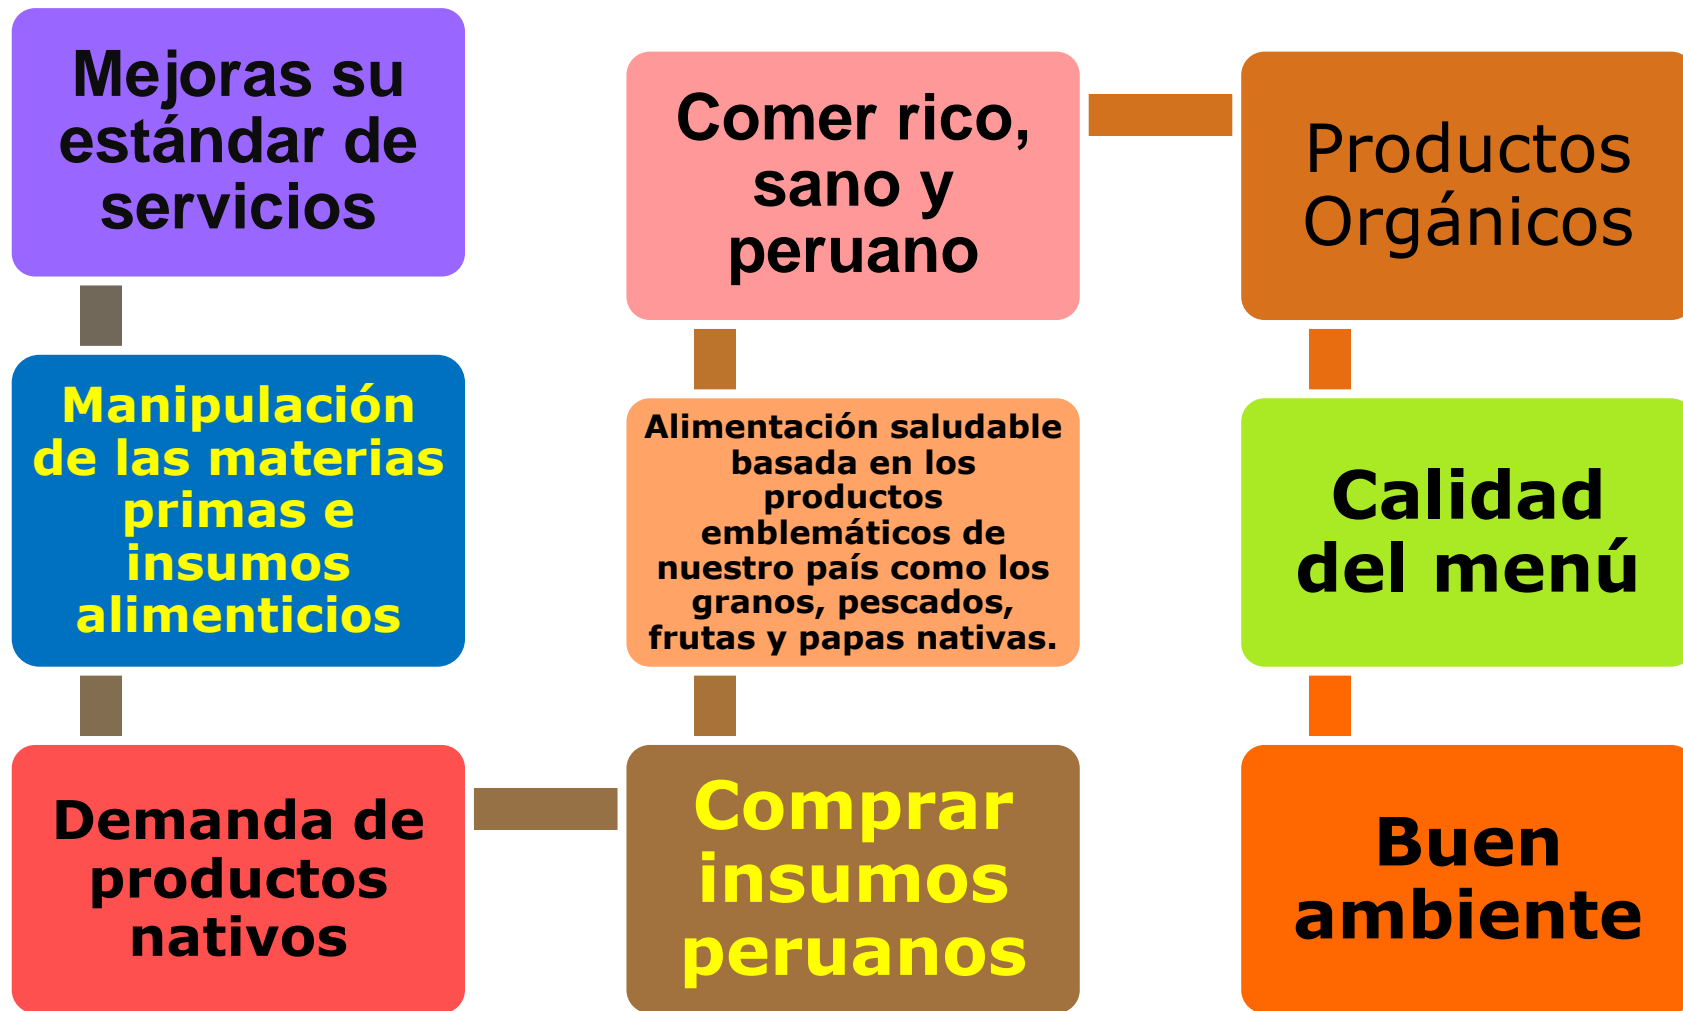 Mejoras su
estándar de
servicios
Manipulación
de las materias
primas e
insumos
alimenticios
Demanda de
productos
nativos
Comprar
insumos
peruanos
Alimentación saludable
basada en los
productos
emblemáticos de
nuestro país como los
granos, pescados,
frutas y papas nativas.
Comer rico,
sano y
peruano
Productos
Orgánicos
Calidad
del menú
Buen
ambiente